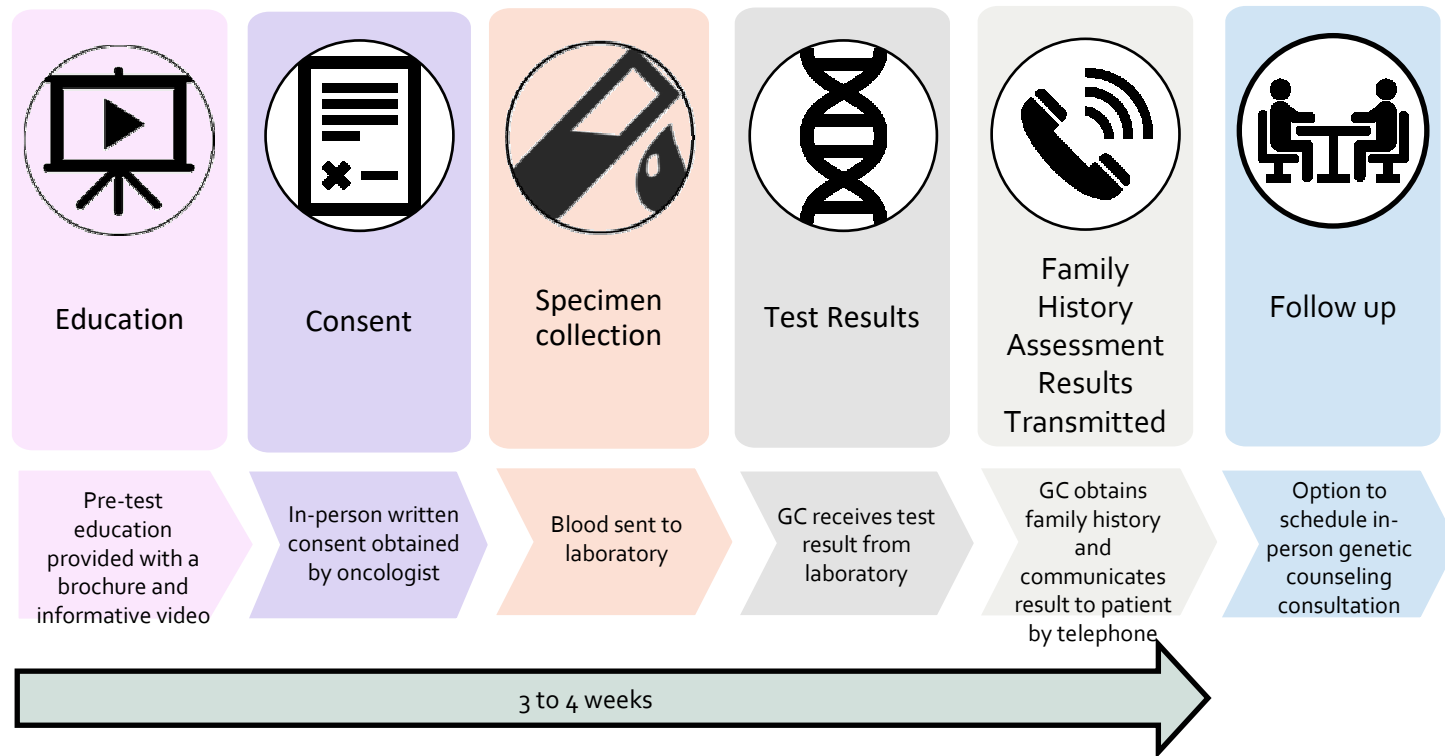 Education
Consent
Specimen
collection
Test Results
Family
History
Assessment
Results
Transmitted
Follow up
Pre-test
education
provided with a
brochure and
informative video
In-person written
consent obtained
by oncologist
Blood sent to
laboratory
GC receives test
result from
laboratory
GC obtains
family history
and
communicates
result to patient
by telephone
Option to
schedule in-
person genetic
counseling
consultation
3 to 4 weeks